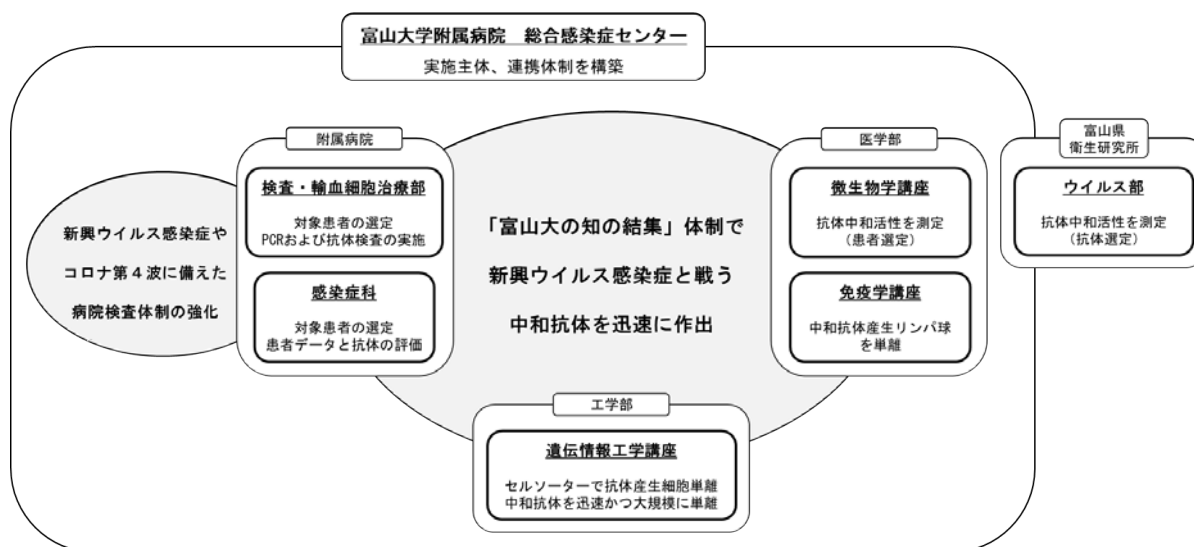 富山大学附属病院 総合感染症センター
実施主体、連携体制を構築
新興ウイルス感染症や
コロナ第4波に備えた
病院検査体制の強化
附属病院
検査・輸血細胞治療部
対象患者の選定
PCRおよび抗体検査の実施
感染症科
対象患者の選定
患者データと抗体の評価
「富山大の知の結集」体制で
新興ウイルス感染症と戦う
中和抗体を迅速に作出
医学部
微生物学講座
抗体中和活性を測定
(患者選定)
免疫学講座
中和抗体産生リンパ球
を単離
富山県
衛生研究所
ウイルス部
抗体中和活性を測定
(抗体選定)
工学部
遺伝情報工学講座
セルソーターで抗体産生細胞単離
中和抗体を迅速かつ大規模に単離